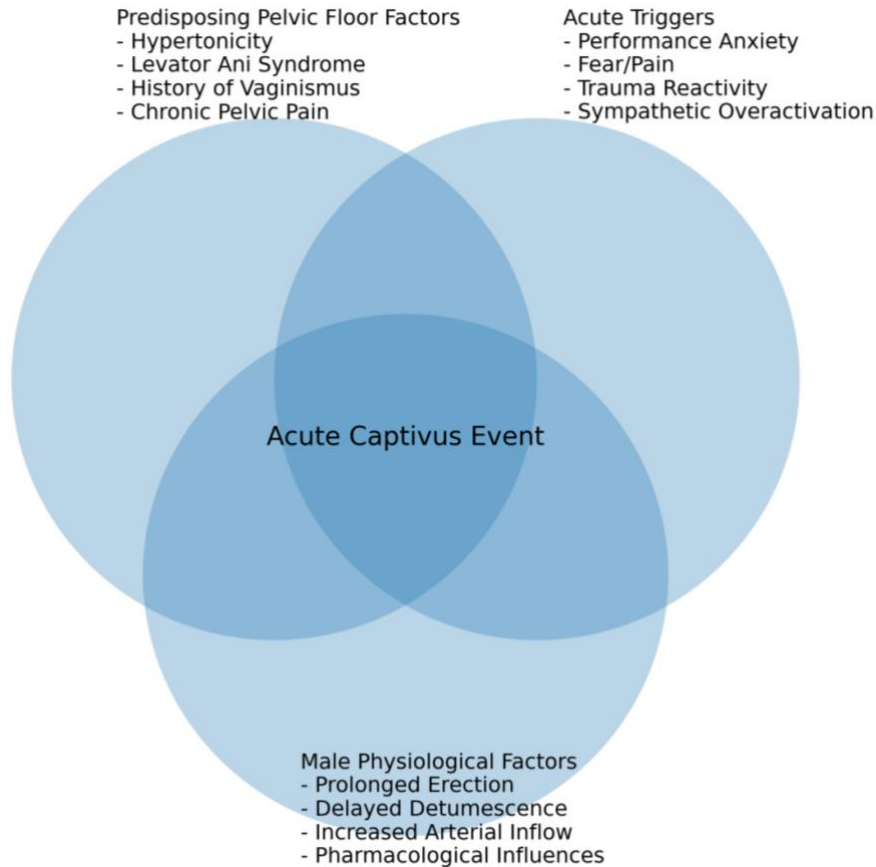 Predisposing Pelvic Floor Factors
- Hypertonicity
- Levator Ani Syndrome
- History of Vaginismus
- Chronic Pelvic Pain
Acute Triggers
- Performance Anxiety
- Fear/Pain
- Trauma Reactivity
- Sympathetic Overactivation
Acute Captivus Event
Male Physiological Factors
- Prolonged Erection
- Delayed Detumescence
- Increased Arterial Inflow
- Pharmacological Influences